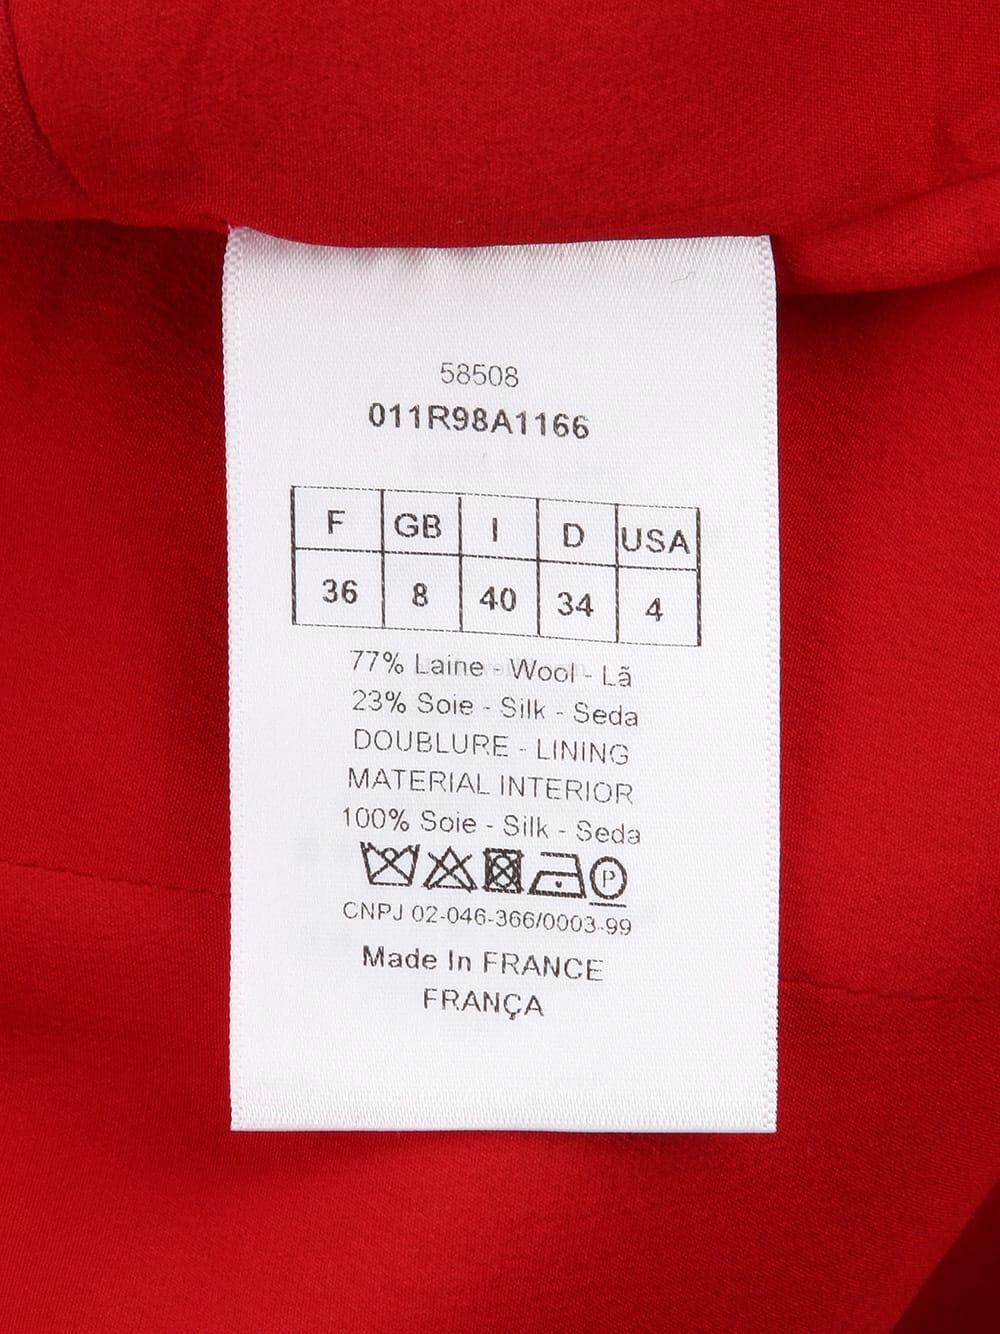 58508
011R98A1166
F GB I D USA
36 8 40 34 4
77% Laine - Wool - Lã
23% Soie - Silk - Seda
DOUBLURE - LINING
MATERIAL INTERIOR
100% Soie - Silk - Seda
P
CNPJ 02-046-366/0003-99
Made In FRANCE
FRANÇA